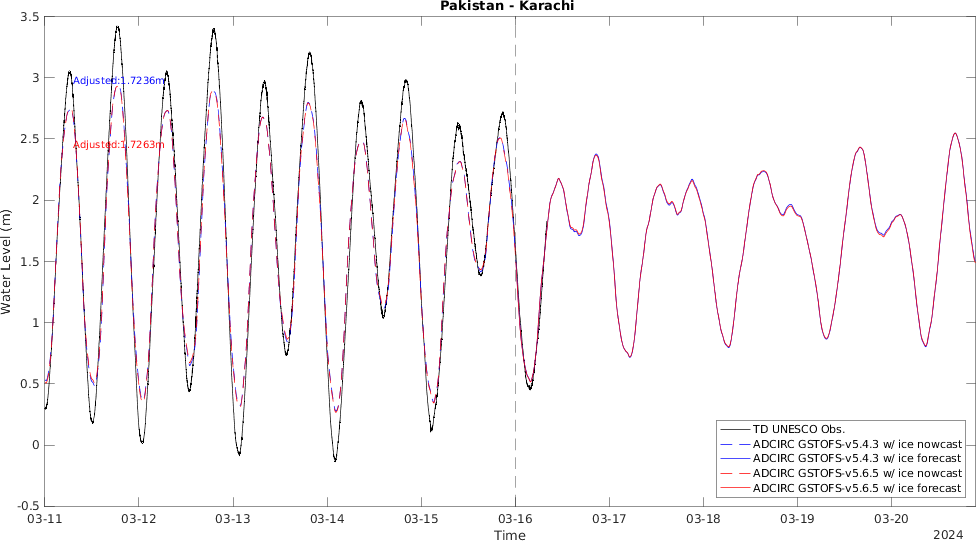 Pakistan - Karachi
3.5
3
2.5
2
1.5
1
0.5
0
-0.5
Water Level (m)
Adjusted:1.7236m
Adjusted:1.7263m
TD UNESCO Obs.
ADCIRC GSTOFS-v5.4.3 w/ ice nowcast
ADCIRC GSTOFS-v5.4.3 w/ ice forecast
ADCIRC GSTOFS-v5.6.5 w/ ice nowcast
ADCIRC GSTOFS-v5.6.5 w/ ice forecast
03-11 03-12 03-13 03-14 03-15 03-16 03-17 03-18 03-19 03-20
Time
2024